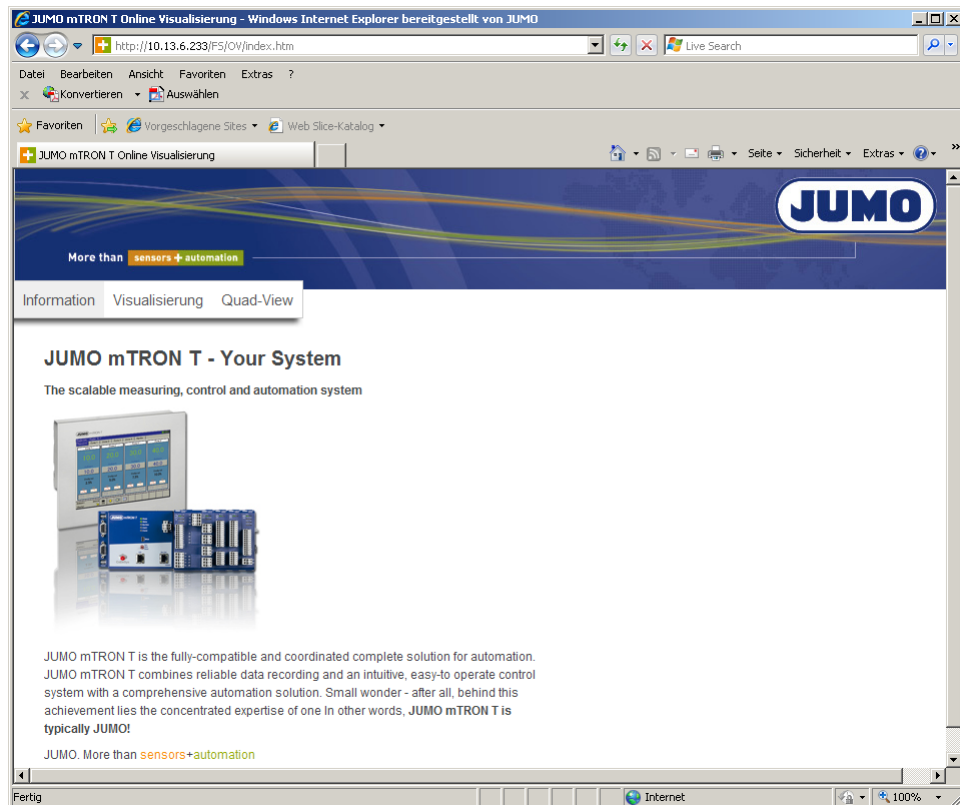 JUMO mTRON T Online Visualisierung - Windows Internet Explorer bereitgestellt von JUMO
http://10.13.6.233/FS/OV/index.htm
Live Search
Datei Bearbeiten Ansicht Favoriten Extras ?
x Konvertieren Auswählen
Favoriten Vorgeschlagene Sites Web Slice-Katalog
JUMO mTRON T Online Visualisierung
Seite Sicherheit Extras »
JUMO
More than sensors + automation
Information Visualisierung Quad-View
JUMO mTRON T - Your System
The scalable measuring, control and automation system
JUMO mTRON T is the fully-compatible and coordinated complete solution for automation.
JUMO mTRON T combines reliable data recording and an intuitive, easy-to operate control
system with a comprehensive automation solution. Small wonder - after all, behind this
achievement lies the concentrated expertise of one In other words, JUMO mTRON T is
typically JUMO!
JUMO. More than sensors+automation
Fertig Internet 100%